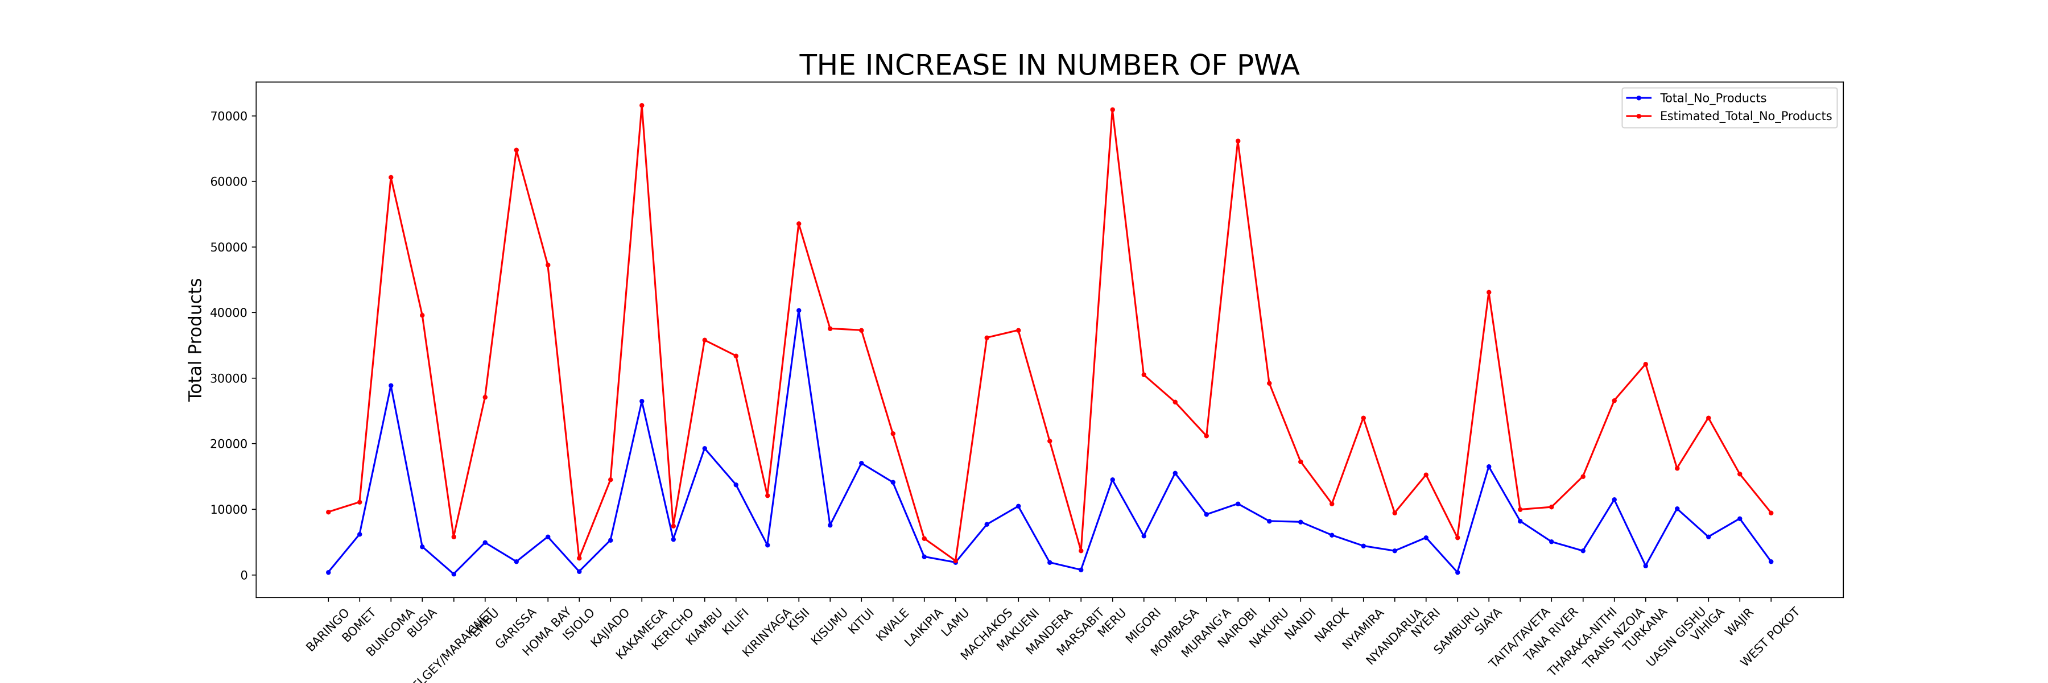 THE INCREASE IN NUMBER OF PWA
Total_No_Products
Estimated_Total_No_Products
Total Products
70000
60000
50000
40000
30000
20000
10000
0
BARINGO
BOMET
BUNGOMA
BUSIA
LGEY/MARAKWET
EMBU
GARISSA
HOMA BAY
ISIOLO
KAJIADO
KAKAMEGA
KERICHO
KIAMBU
KILIFI
KIRINYAGA
KISII
KISUMU
KITUI
KWALE
LAIKIPIA
LAMU
MACHAKOS
MAKUENI
MANDERA
MARSABIT
MERU
MIGORI
MOMBASA
MURANG'A
NAIROBI
NAKURU
NANDI
NAROK
NYAMIRA
NYANDARUA
NYERI
SAMBURU
SIAYA
TAITA/TAVETA
TANA RIVER
THARAKA-NITHI
TRANS NZOIA
TURKANA
UASIN GISHU
VIHIGA
WAJIR
WEST POKOT